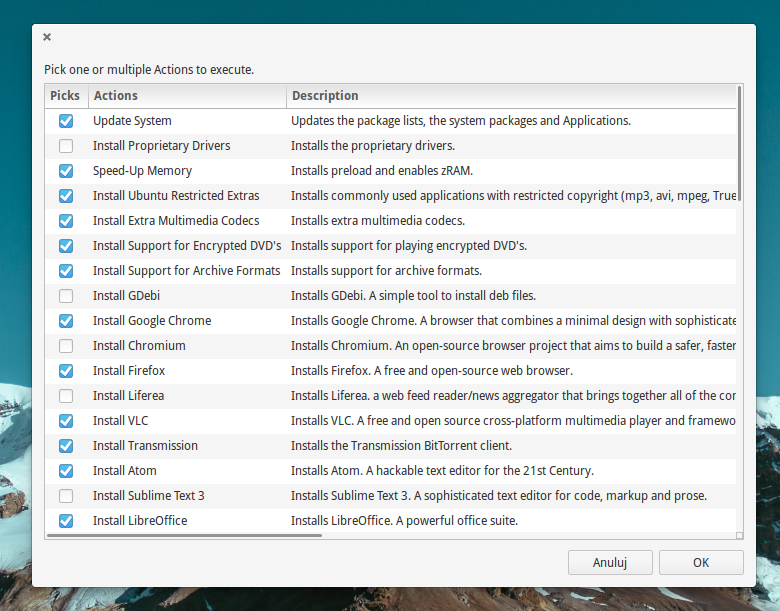 Pick one or multiple Actions to execute.
Picks Actions Description
Update System Updates the package lists, the system packages and Applications.
Install Proprietary Drivers Installs the proprietary drivers.
Speed-Up Memory Installs preload and enables zRAM.
Install Ubuntu Restricted Extras Installs commonly used applications with restricted copyright (mp3, avi, mpeg, True
Install Extra Multimedia Codecs Installs extra multimedia codecs.
Install Support for Encrypted DVD's Installs support for playing encrypted DVD's.
Install Support for Archive Formats Installs support for archive formats.
Install GDebi Installs GDebi. A simple tool to install deb files.
Install Google Chrome Installs Google Chrome. A browser that combines a minimal design with sophisticate
Install Chromium Installs Chromium. An open-source browser project that aims to build a safer, faster
Install Firefox Installs Firefox. A free and open-source web browser.
Install Liferea Installs Liferea. a web feed reader/news aggregator that brings together all of the cor
Install VLC Installs VLC. A free and open source cross-platform multimedia player and framewo
Install Transmission Installs the Transmission BitTorrent client.
Install Atom Installs Atom. A hackable text editor for the 21st Century.
Install Sublime Text 3 Installs Sublime Text 3. A sophisticated text editor for code, markup and prose.
Install LibreOffice Installs LibreOffice. A powerful office suite.
Anuluj OK